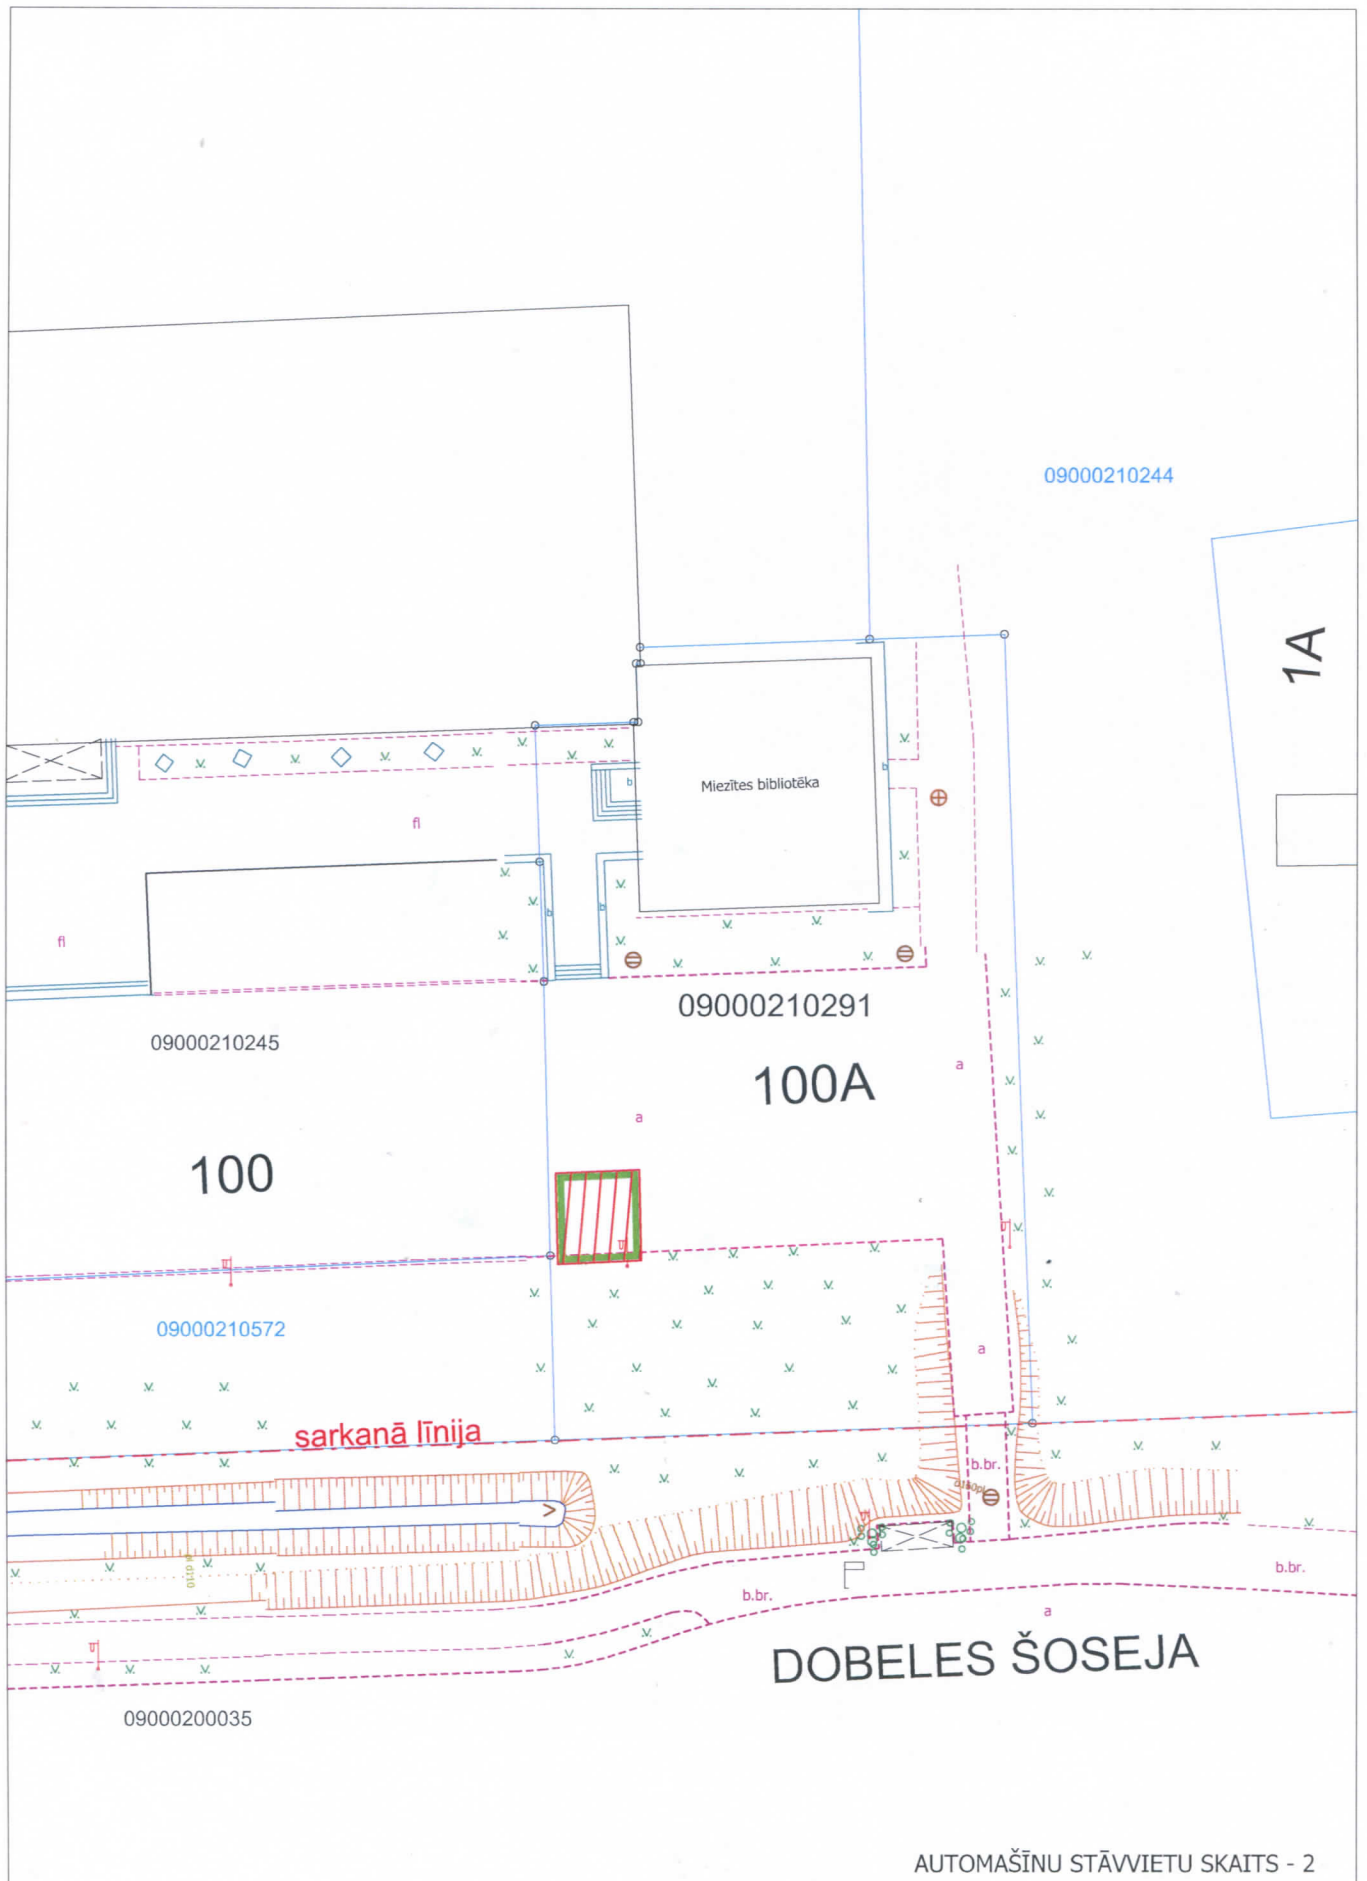 09000210244
1A
Miezītes bibliotēka
b
b
fl
fl
b
b
09000210291
09000210245
100A
a
a
100
09000210572
a
sarkanā līnija
b.br.
d150pl
b.br.
b.br.
a
DOBELES ŠOSEJA
09000200035
AUTOMAŠĪNU STĀVVIETU SKAITS - 2